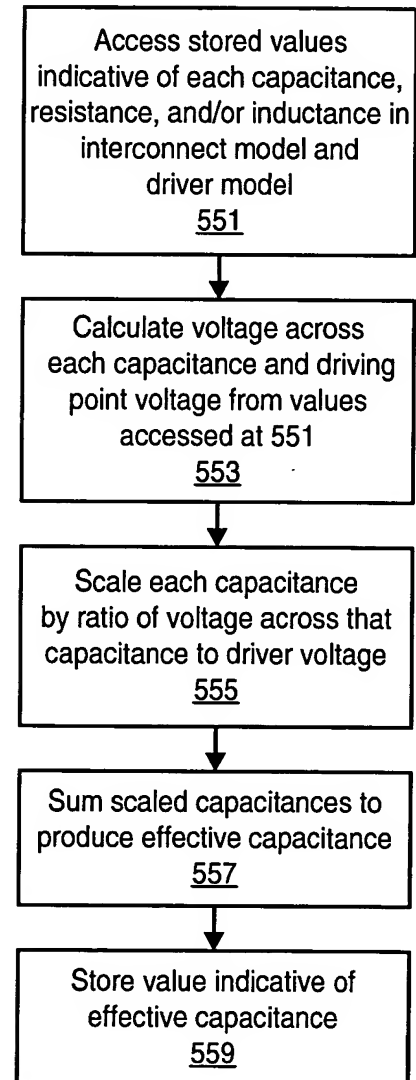 Access stored values
indicative of each capacitance,
resistance, and/or inductance in
interconnect model and
driver model
551
Calculate voltage across
each capacitance and driving
point voltage from values
accessed at 551
553
Scale each capacitance
by ratio of voltage across that
capacitance to driver voltage
555
Sum scaled capacitances to
produce effective capacitance
557
Store value indicative of
effective capacitance
559